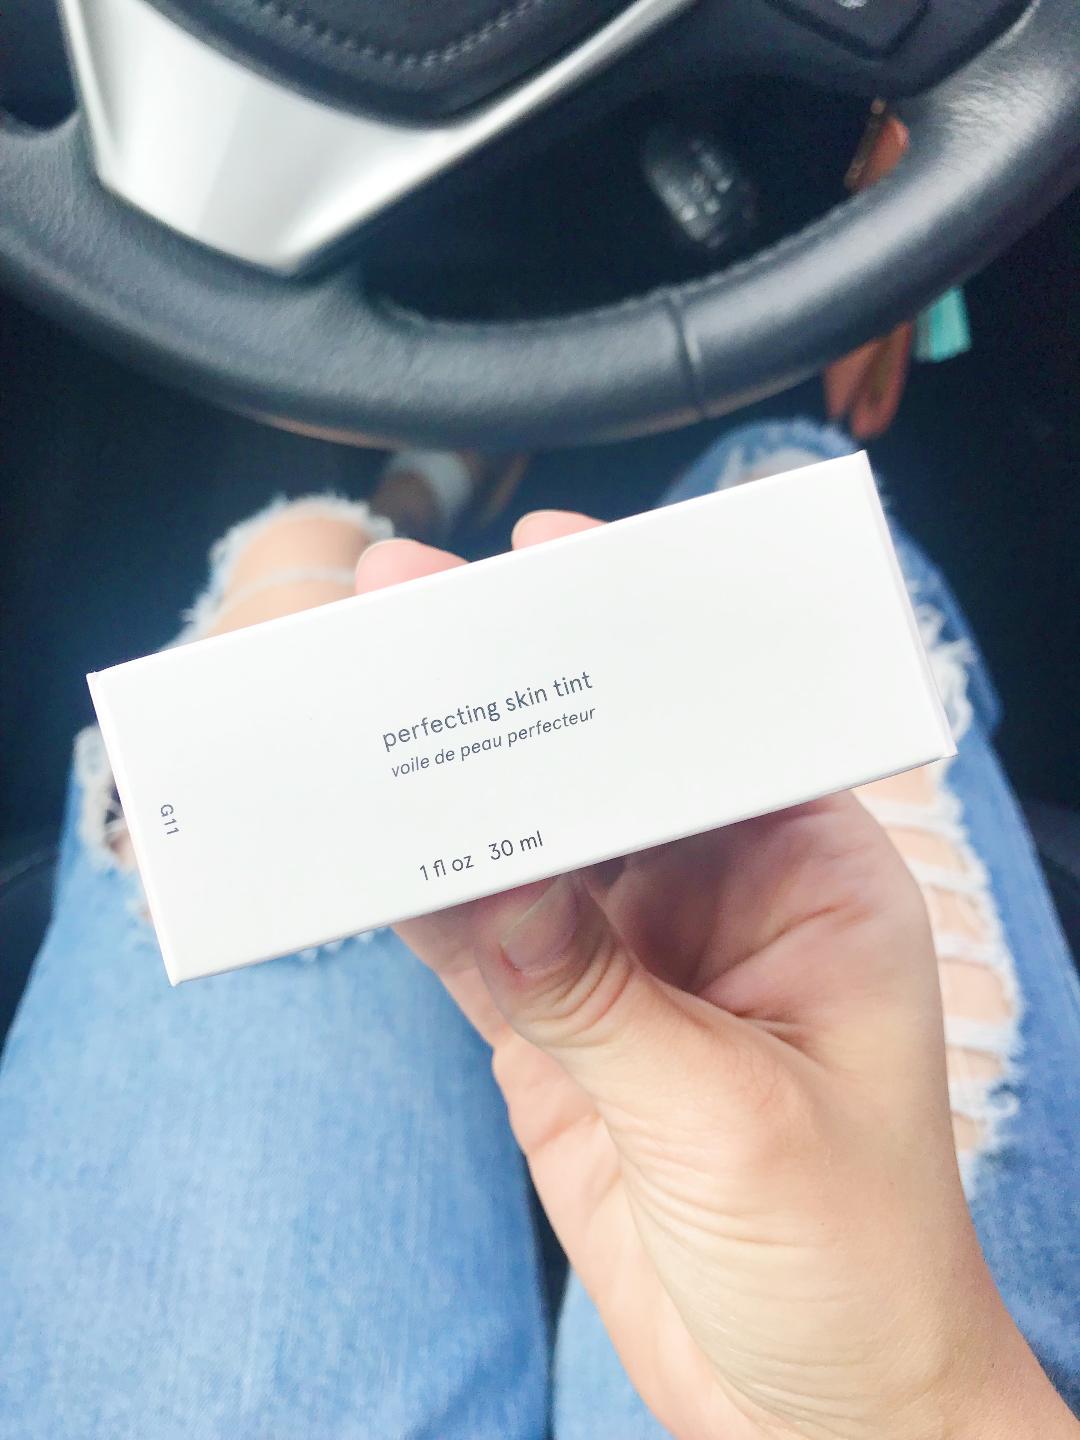 perfecting skin tint
voile de peau perfecteur
1 fl oz 30 ml
G11